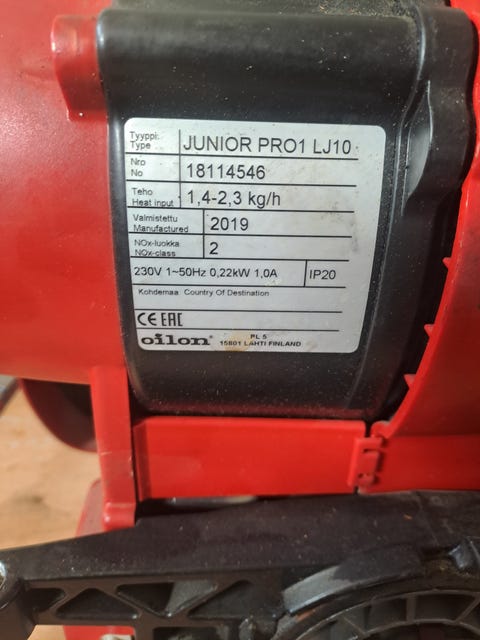 Tyyppi:
Type
JUNIOR PRO1 LJ10
Nro
No
18114546
Teho
Heat input
1,4-2,3 kg/h
Valmistettu
Manufactured
2019
NOx-luokka
NOx-class
2
230V 1~50Hz 0,22kW 1,0A
IP20
Kohdemaa Country Of Destination
CE EAC
oilon®
PL 5
15801 LAHTI FINLAND